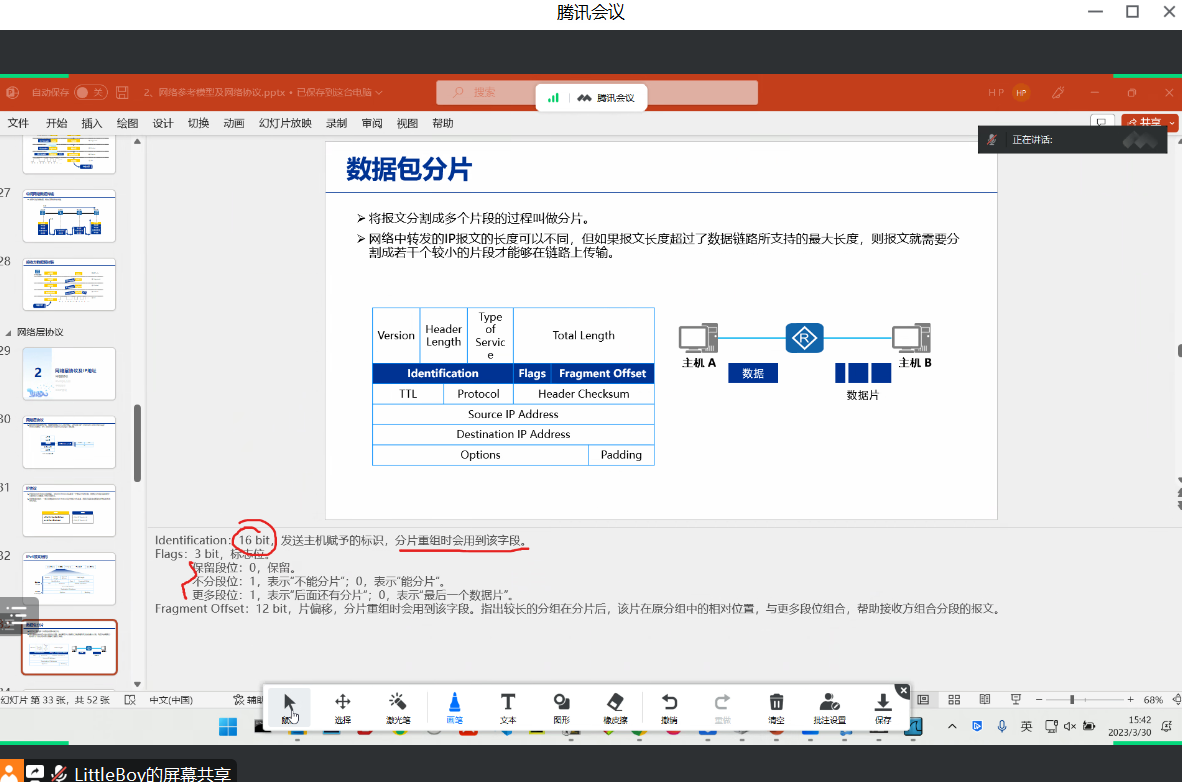 腾讯会议
自动保存 关
2、网络参考模型及网络协议.pptx • 已保存到这台电脑
搜索
腾讯会议
H P
HP
文件 开始 插入 绘图 设计 切换 动画 幻灯片放映 录制 审阅 视图 帮助
共享
正在讲话:
数据包分片
➢ 将报文分割成多个片段的过程叫做分片。
➢ 网络中转发的IP报文的长度可以不同，但如果报文长度超过了数据链路所支持的最大长度，则报文就需要分
割成若干个较小的片段才能够在链路上传输。
27
28
网络层协议
29
2
30
31
32
Version Header Length Type of Service Total Length
Identification Flags Fragment Offset
TTL Protocol Header Checksum
Source IP Address
Destination IP Address
Options Padding
R
主机 A
主机 B
数据
数据片
Identification：16 bit，发送主机赋予的标识，分片重组时会用到该字段。
Flags：3 bit，标志位。
保留段位：0，保留。
不分段位：1，表示“不能分片”；0，表示“能分片”。
更多段位：1，表示“后面还有分片”；0，表示“最后一个数据片”。
Fragment Offset：12 bit，片偏移，分片重组时会用到该字段。指出较长的分组在分片后，该片在原分组中的相对位置，与更多段位组合，帮助接收方组合分段的报文。
幻灯片 第 33 张，共 52 张 中文(中国)
68%
选择 激光笔 画笔 文本 图形 橡皮擦 撤销 重做 清空 批注设置 保存
英
15:42
2023/3/30
LittleBoy的屏幕共享